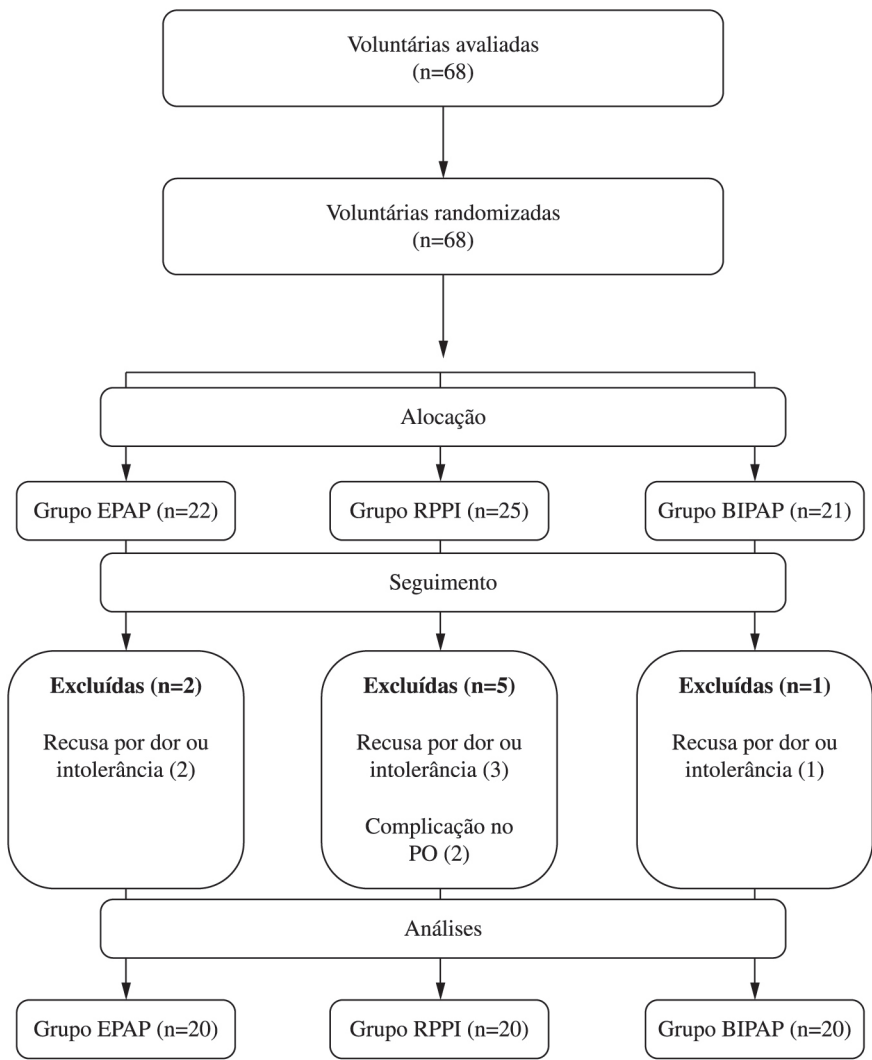 Voluntárias avaliadas
(n=68)
Voluntárias randomizadas
(n=68)
Alocação
Grupo EPAP (n=22)
Grupo RPPI (n=25)
Grupo BIPAP (n=21)
Seguimento
Excluídas (n=2)
Recusa por dor ou
intolerância (2)
Excluídas (n=5)
Recusa por dor ou
intolerância (3)
Complicação no
PO (2)
Excluídas (n=1)
Recusa por dor ou
intolerância (1)
Análises
Grupo EPAP (n=20)
Grupo RPPI (n=20)
Grupo BIPAP (n=20)